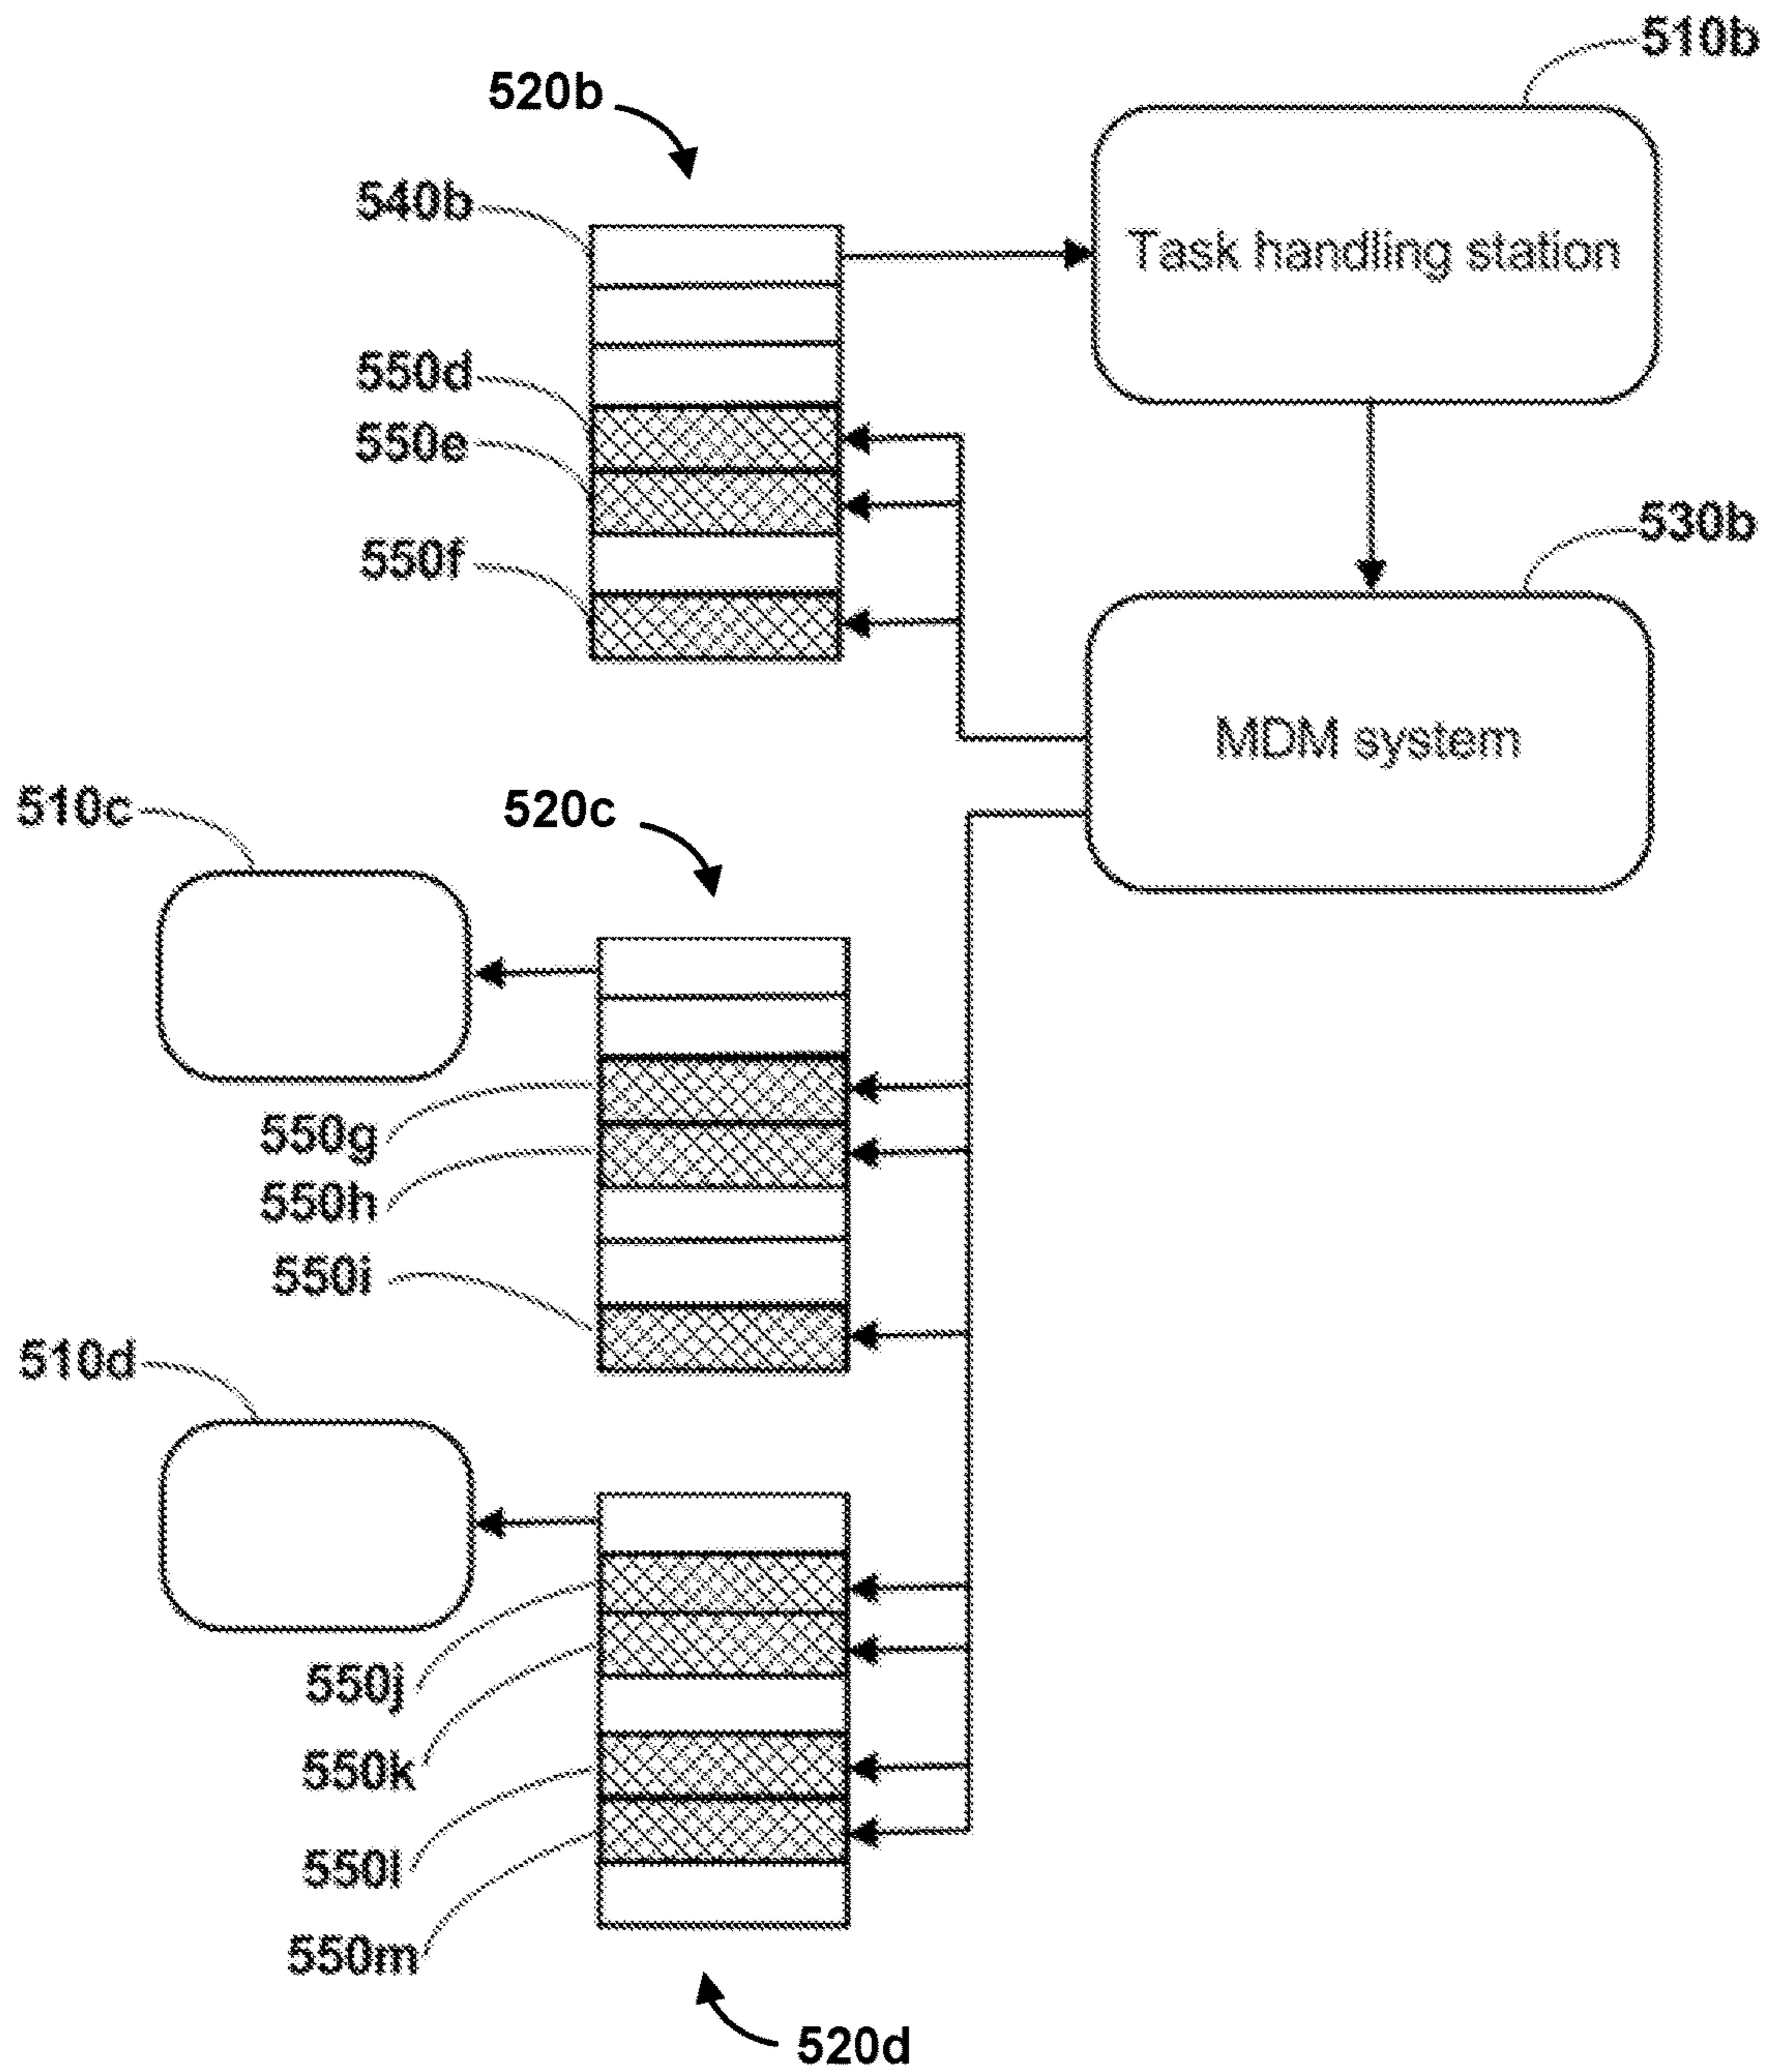 510b
520b
540b
Task handling station
550d
550e
530b
550f
MDM system
510c
520c
550g
550h
550i
510d
550j
550k
550l
550m
520d